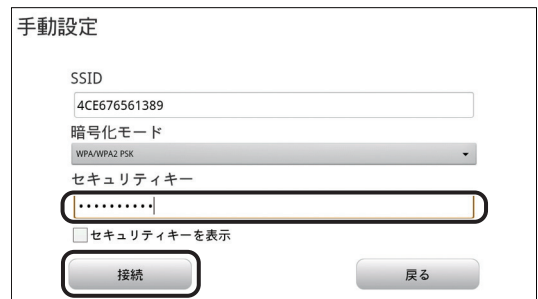 手動設定
SSID
4CE676561389
暗号化モード
WPA/WPA2 PSK
セキュリティキー
••••••••••
セキュリティキーを表示
接続
戻る